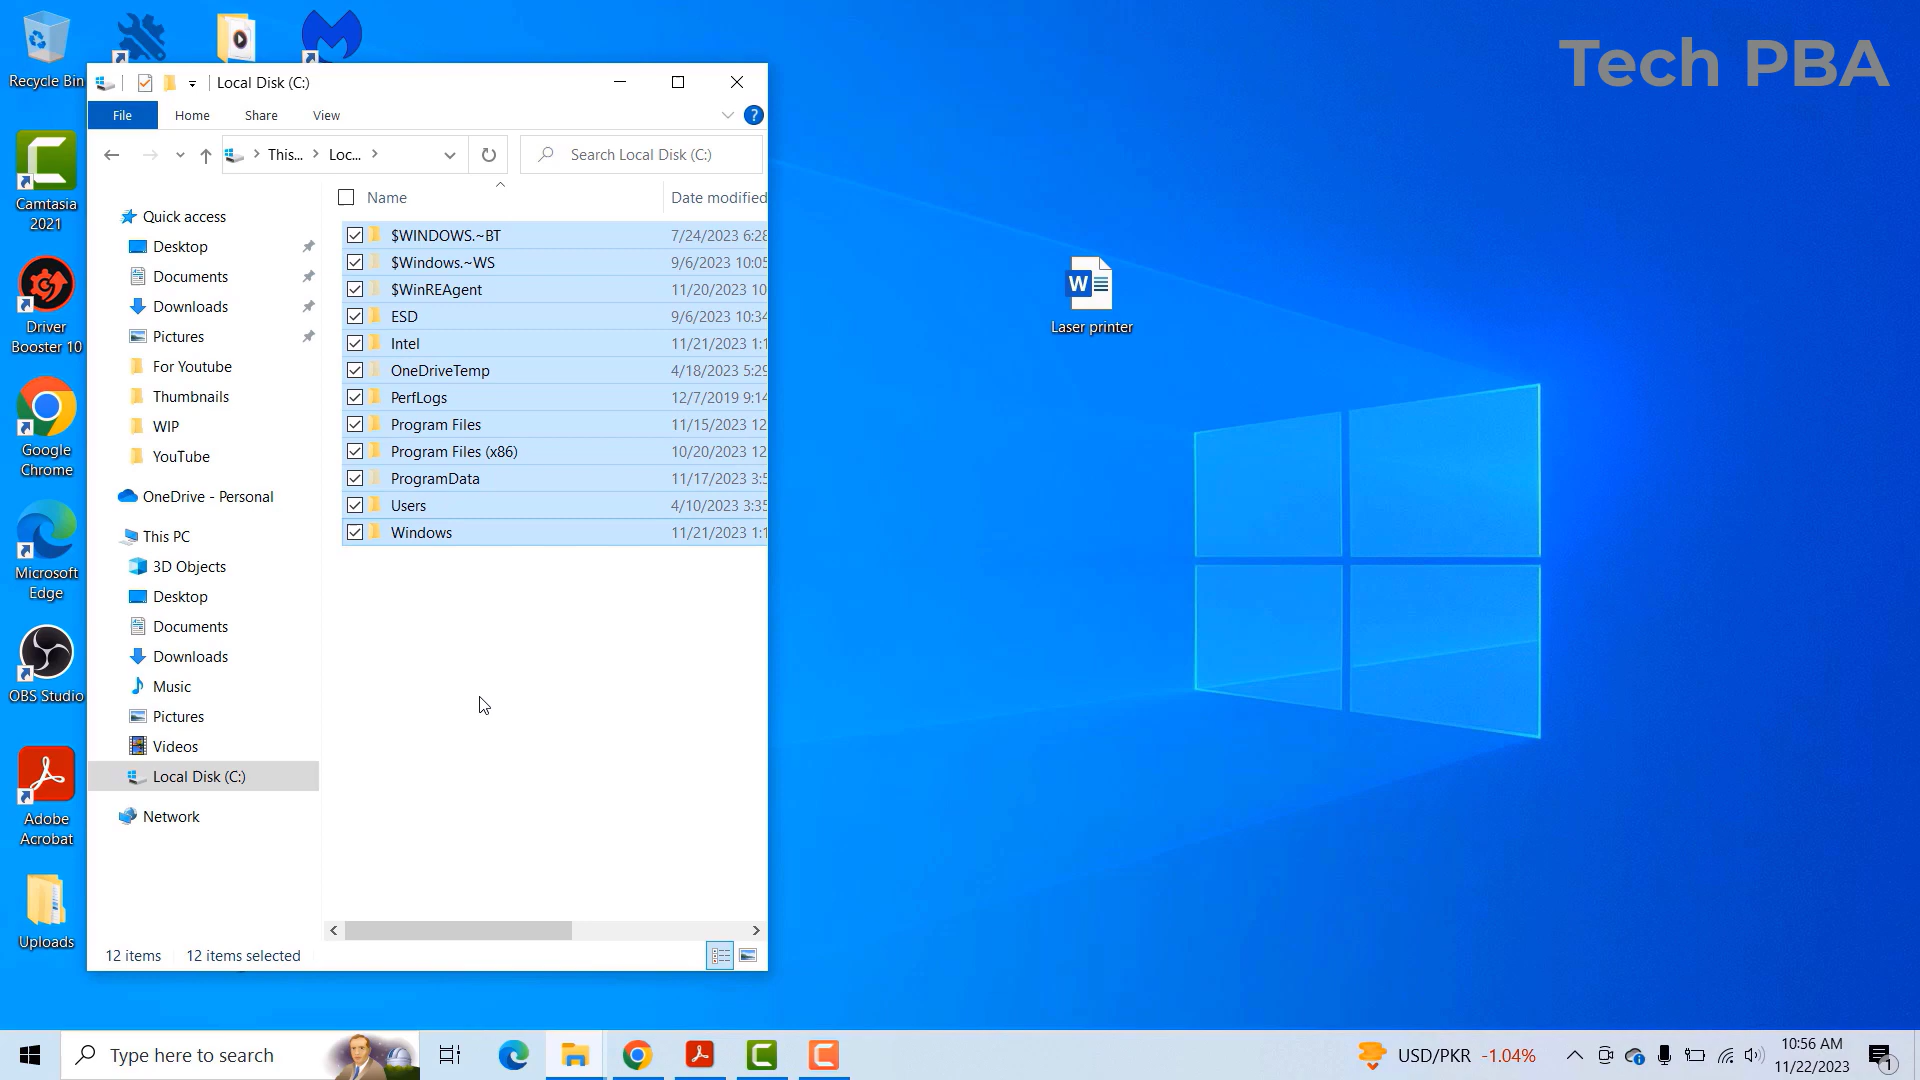 Tech PBA
Recycle Bin
Camtasia
2021
Driver
Booster 10
Google
Chrome
Microsoft
Edge
OBS Studio
Adobe
Acrobat
Uploads
Local Disk (C:)
File
Home
Share
View
?
This...
Loc...
Search Local Disk (C:)
Quick access
Desktop
Documents
Downloads
Pictures
For Youtube
Thumbnails
WIP
YouTube
OneDrive - Personal
This PC
3D Objects
Desktop
Documents
Downloads
Music
Pictures
Videos
Local Disk (C:)
Network
Name Date modified
$WINDOWS.~BT 7/24/2023 6:28
$Windows.~WS 9/6/2023 10:05
$WinREAgent 11/20/2023 10
ESD 9/6/2023 10:34
Intel 11/21/2023 1:1
OneDriveTemp 4/18/2023 5:29
PerfLogs 12/7/2019 9:14
Program Files 11/15/2023 12
Program Files (x86) 10/20/2023 12
ProgramData 11/17/2023 3:5
Users 4/10/2023 3:35
Windows 11/21/2023 1:1
12 items 12 items selected
W
Laser printer
Type here to search
USD/PKR -1.04%
10:56 AM
11/22/2023
1